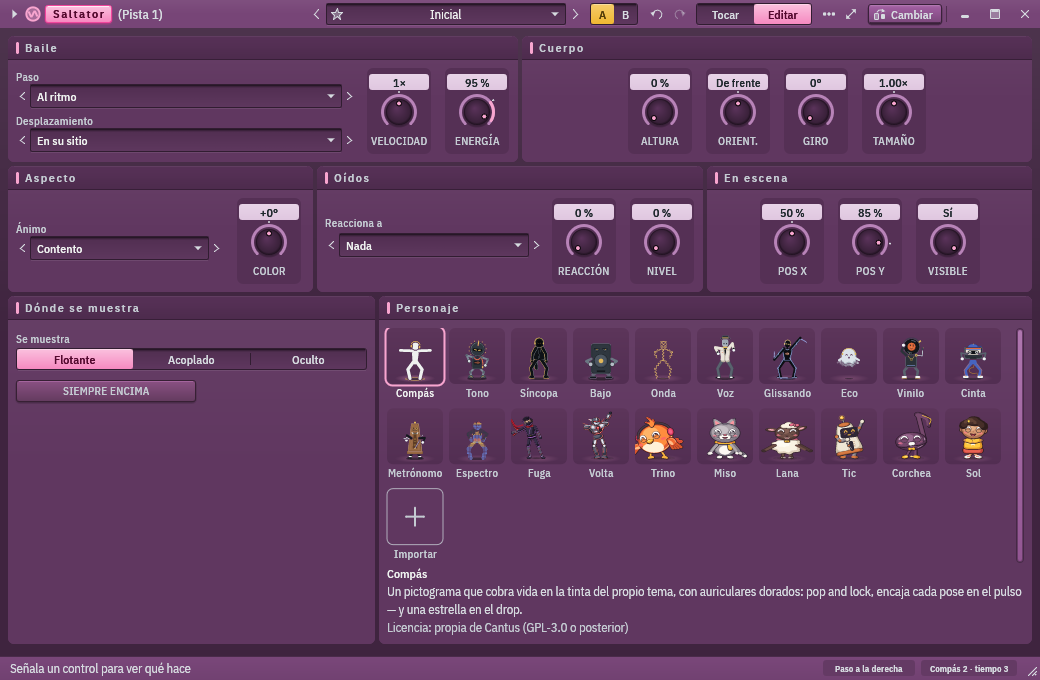 Saltator (Pista 1) Inicial A B Tocar Editar Cambiar
Baile
Paso
Al ritmo
Desplazamiento
En su sitio
1×
VELOCIDAD
95 %
ENERGÍA
Cuerpo
0 %
ALTURA
De frente
ORIENT.
0°
GIRO
1.00×
TAMAÑO
Aspecto
Ánimo
Contento
+0°
COLOR
Oídos
Reacciona a
Nada
0 %
REACCIÓN
0 %
NIVEL
En escena
50 %
POS X
85 %
POS Y
Sí
VISIBLE
Dónde se muestra
Se muestra
Flotante Acoplado Oculto
SIEMPRE ENCIMA
Personaje
Compás Tono Síncopa Bajo Onda Voz Glissando Eco Vinilo Cinta
Metrónomo Espectro Fuga Volta Trino Miso Lana Tic Corchea Sol
Importar
Compás
Un pictograma que cobra vida en la tinta del propio tema, con auriculares dorados: pop and lock, encaja cada pose en el pulso
— y una estrella en el drop.
Licencia: propia de Cantus (GPL-3.0 o posterior)
Señala un control para ver qué hace
Paso a la derecha
Compás 2 · tiempo 3